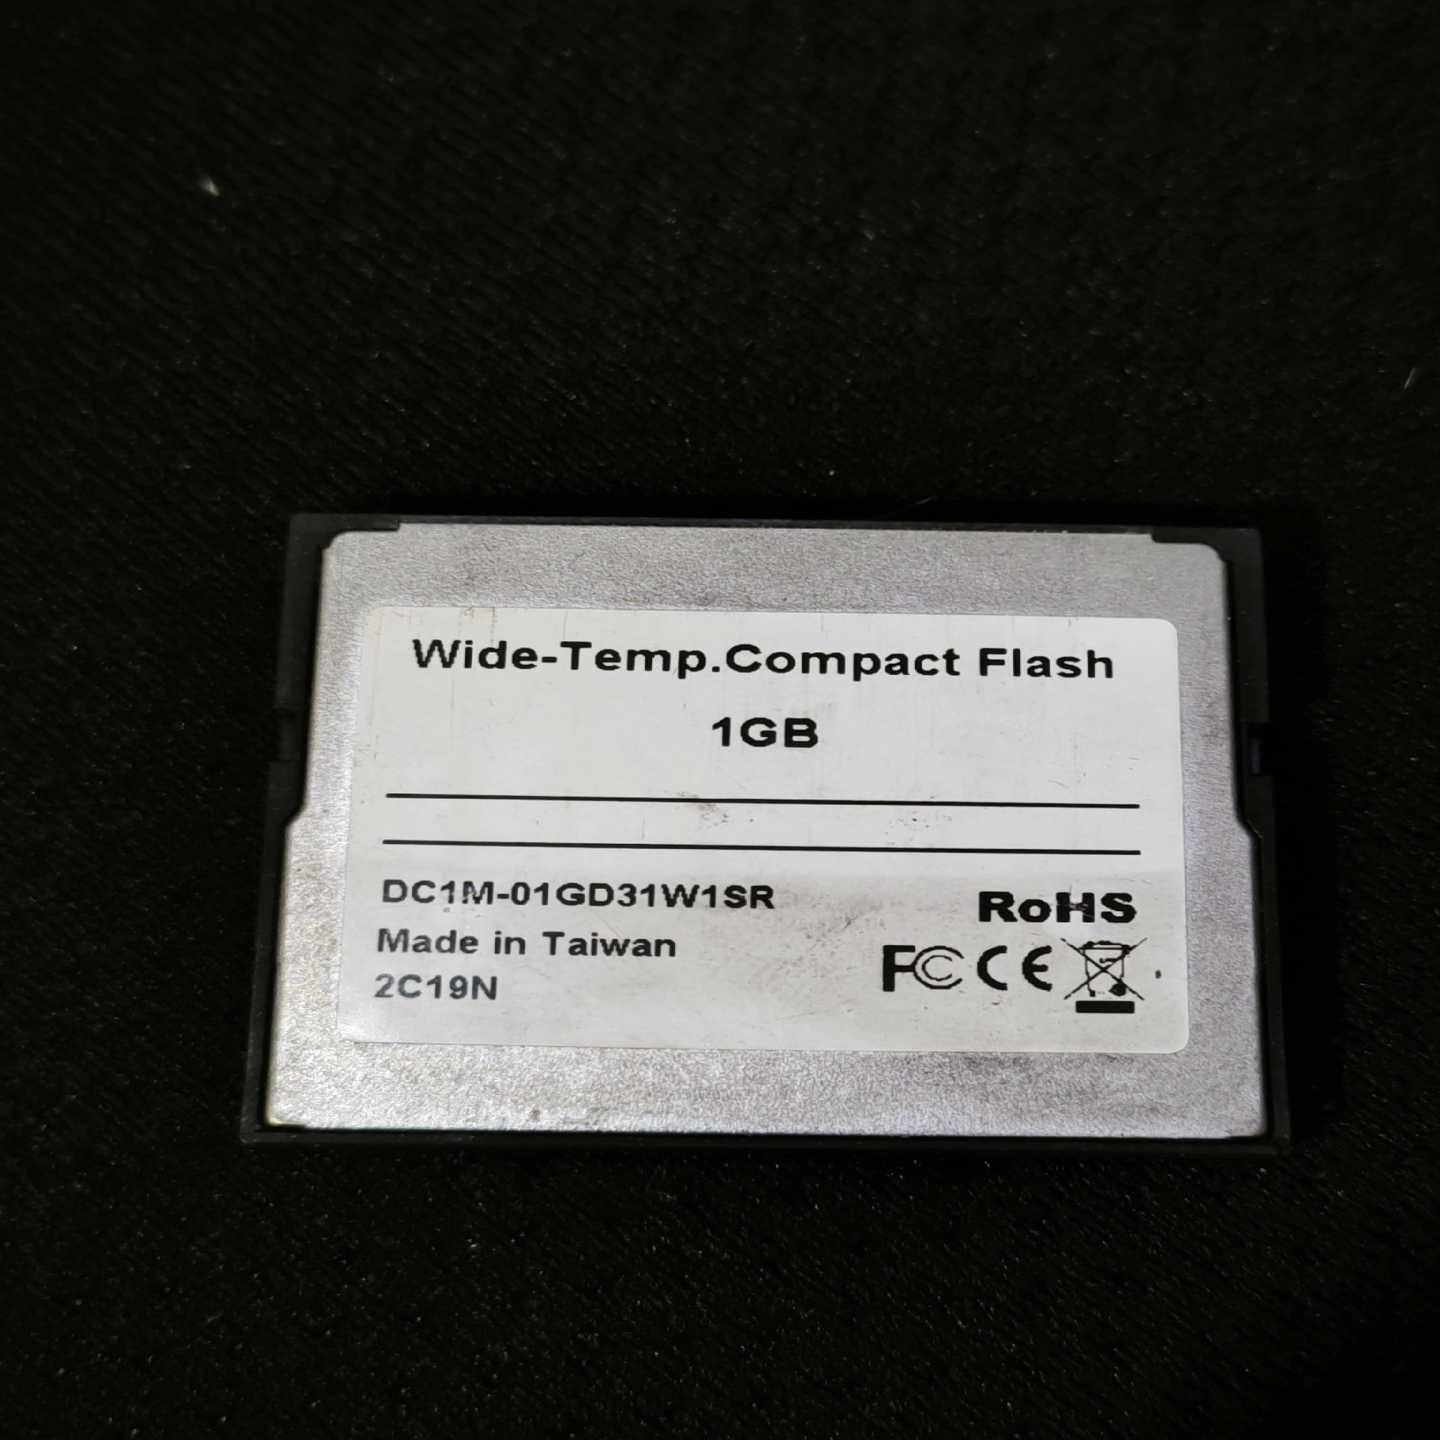 Wide-Temp.Compact Flash
1GB
DC1M-01GD31W1SR
Made in Taiwan
2C19N
RoHS
FC CE